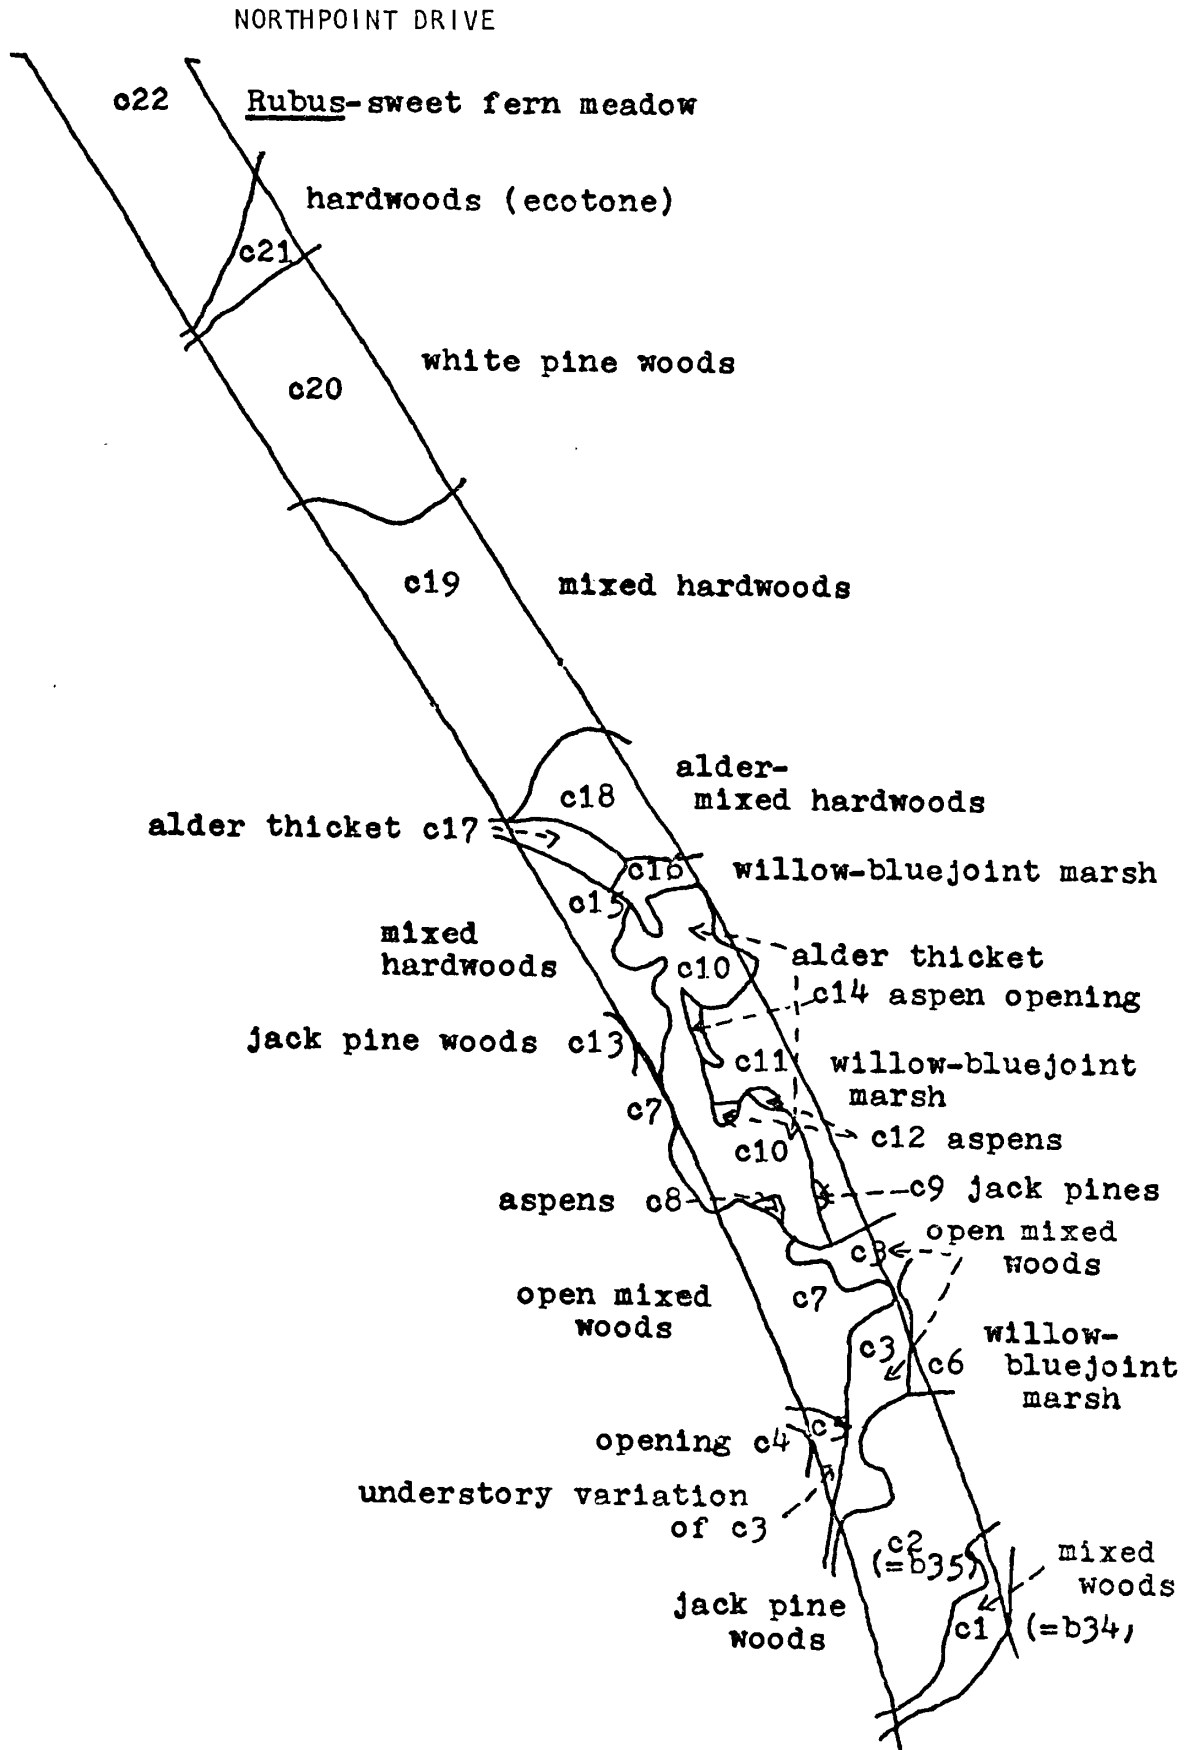 NORTHPOINT DRIVE
c22 Rubus-sweet fern meadow
hardwoods (ecotone)
c21
white pine woods
c20
c19 mixed hardwoods
alder-
mixed hardwoods
c18
alder thicket c17
c16 willow-bluejoint marsh
c15
mixed
hardwoods
c10 alder thicket
c14 aspen opening
jack pine woods c13
c11 willow-bluejoint
marsh
c7
c10 c12 aspens
aspens c8 c9 jack pines
open mixed
woods
c3
open mixed
woods
c7
c3 c6 willow-
bluejoint
marsh
c5
opening c4
understory variation
of c3
c2
(=b35)
mixed
woods
jack pine
woods
c1 (=b34)